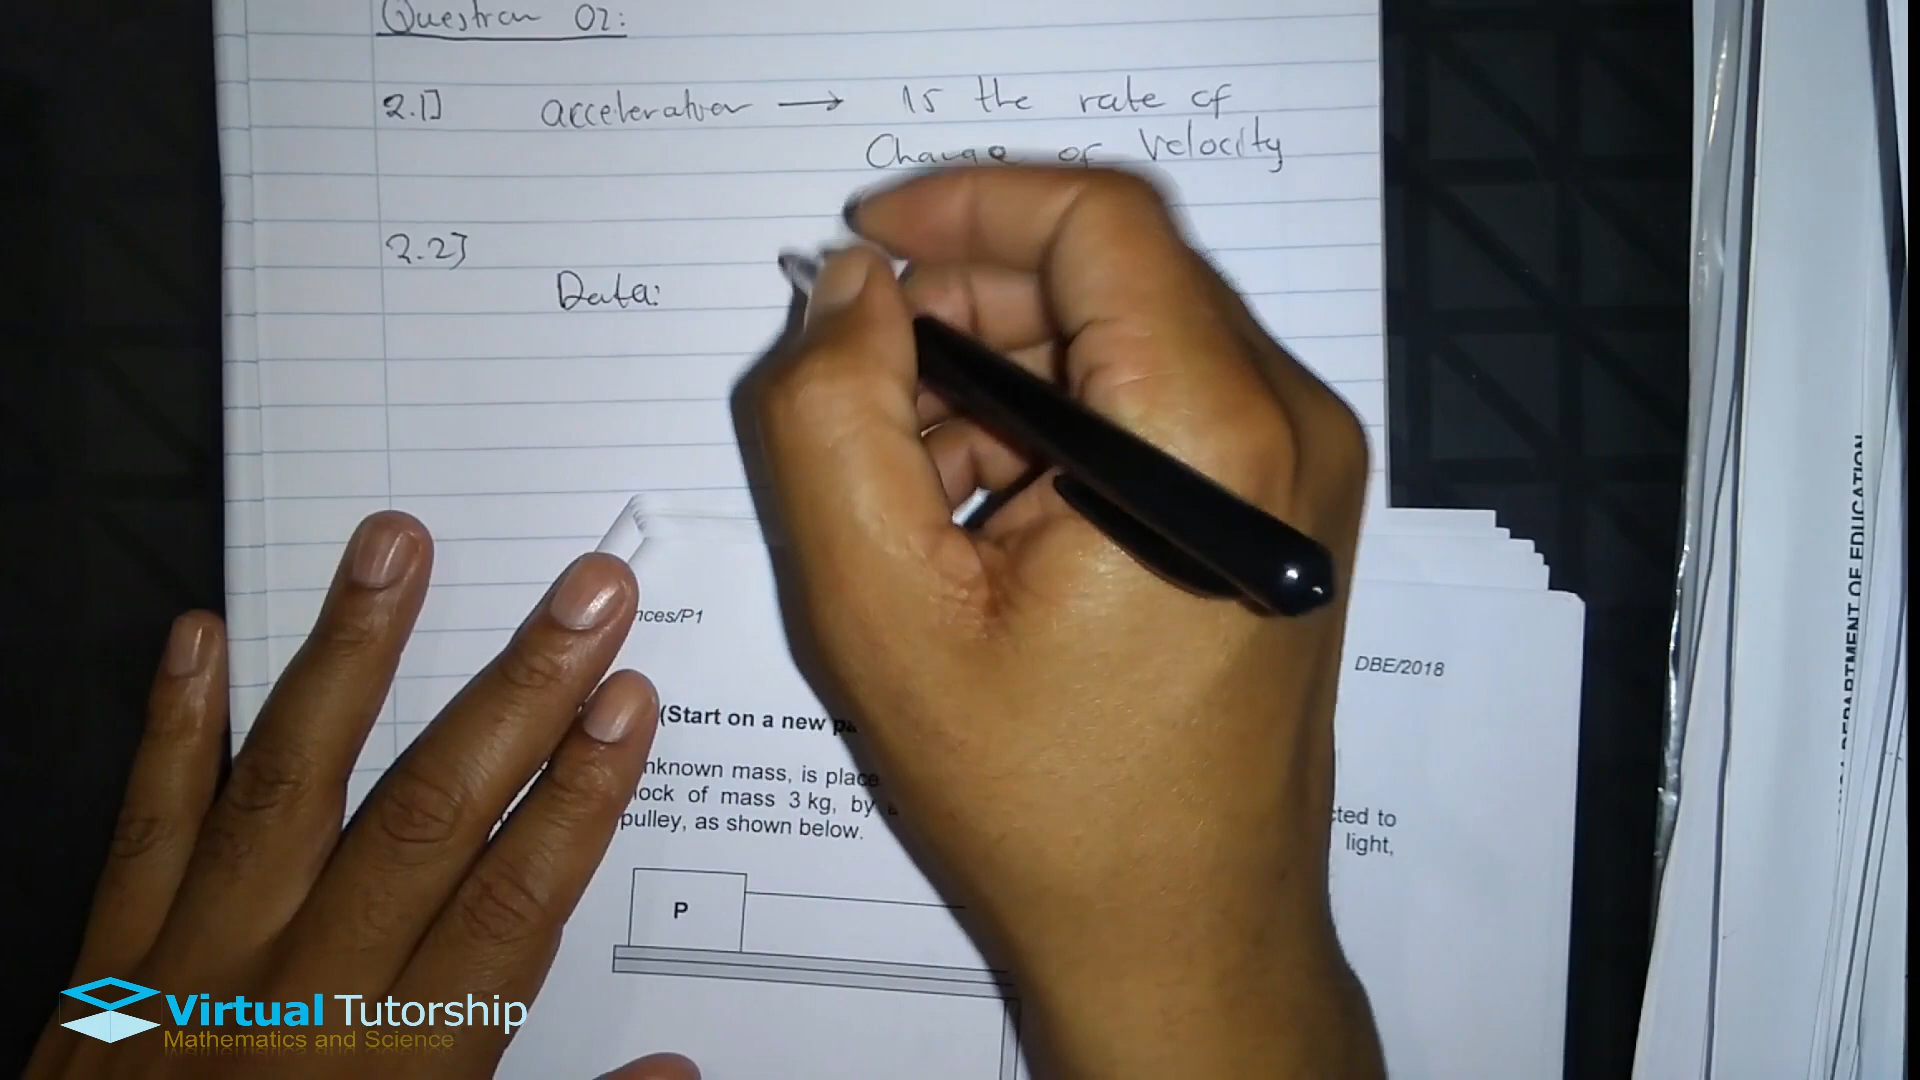 Question 02:
2.1] acceleration → is the rate of
Change of Velocity
2.2]
Data:
nces/P1
DBE/2018
(Start on a new pa
nknown mass, is place
lock of mass 3 kg, by a
cted to
pulley, as shown below.
light,
P
DEPARTMENT OF EDUCATION
Virtual Tutorship
Mathematics and Science